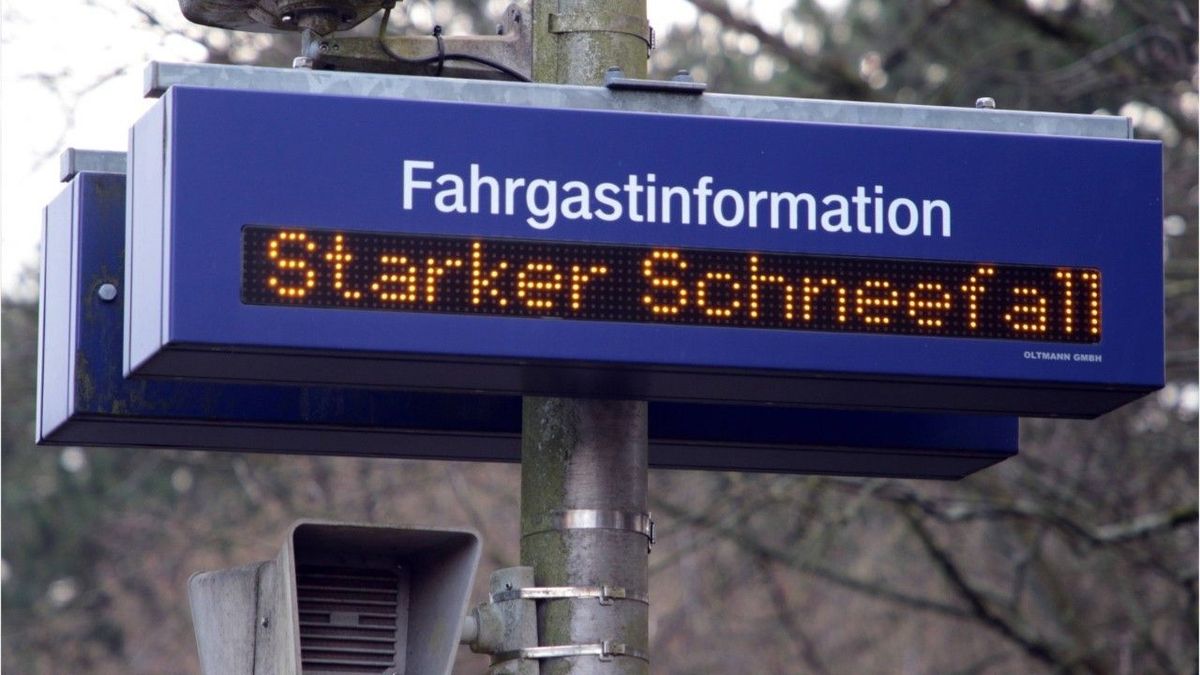 Fahrgastinformation
Starker Schneefall
OLTMANN GMBH